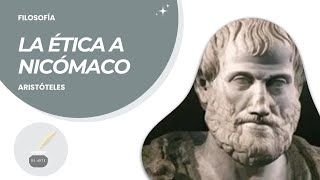 FILOSOFÍA
LA ÉTICA A
NICÓMACO
ARISTÓTELES